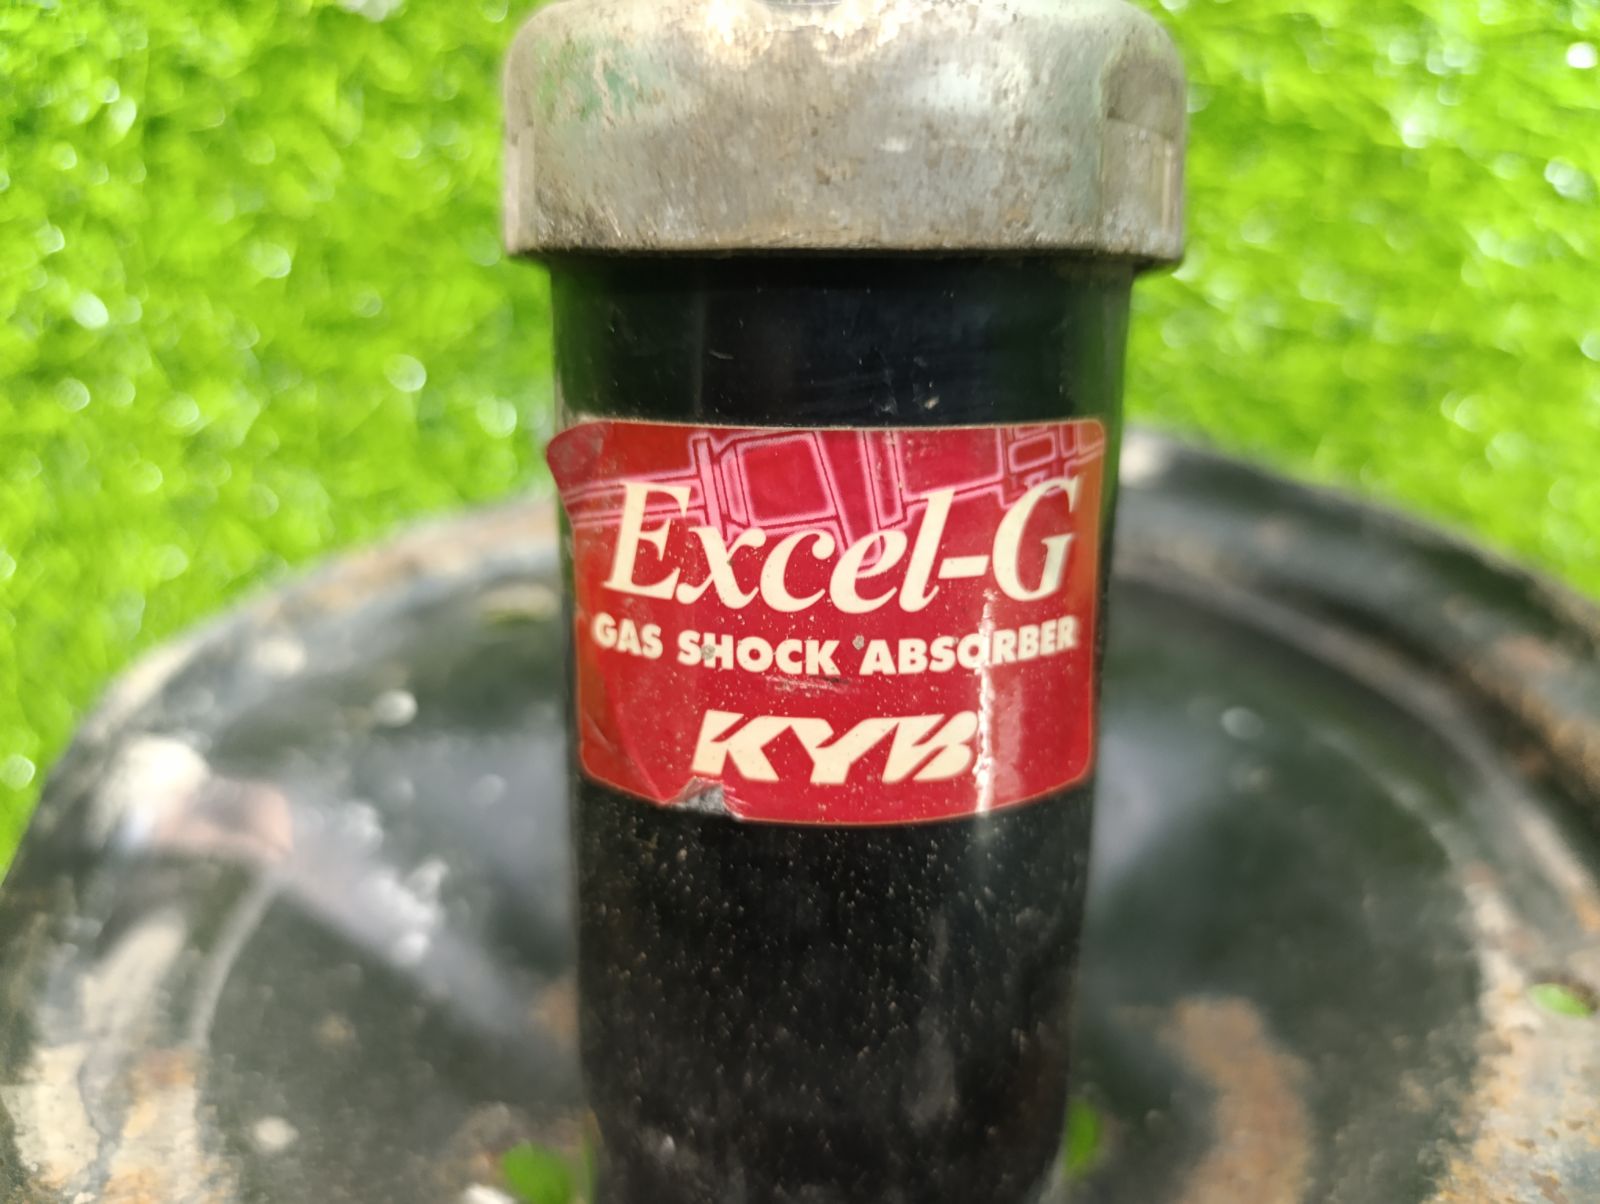 Excel-G
GAS SHOCK ABSORBER
KYB